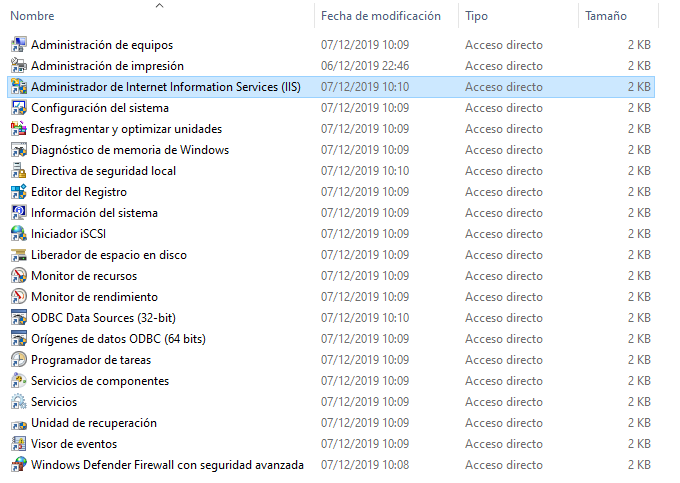 Nombre Fecha de modificación Tipo Tamaño
Administración de equipos 07/12/2019 10:09 Acceso directo 2 KB
Administración de impresión 06/12/2019 22:46 Acceso directo 2 KB
Administrador de Internet Information Services (IIS) 07/12/2019 10:10 Acceso directo 2 KB
Configuración del sistema 07/12/2019 10:09 Acceso directo 2 KB
Desfragmentar y optimizar unidades 07/12/2019 10:09 Acceso directo 2 KB
Diagnóstico de memoria de Windows 07/12/2019 10:09 Acceso directo 2 KB
Directiva de seguridad local 07/12/2019 10:10 Acceso directo 2 KB
Editor del Registro 07/12/2019 10:09 Acceso directo 2 KB
Información del sistema 07/12/2019 10:09 Acceso directo 2 KB
Iniciador iSCSI 07/12/2019 10:09 Acceso directo 2 KB
Liberador de espacio en disco 07/12/2019 10:09 Acceso directo 2 KB
Monitor de recursos 07/12/2019 10:09 Acceso directo 2 KB
Monitor de rendimiento 07/12/2019 10:09 Acceso directo 2 KB
ODBC Data Sources (32-bit) 07/12/2019 10:10 Acceso directo 2 KB
Orígenes de datos ODBC (64 bits) 07/12/2019 10:09 Acceso directo 2 KB
Programador de tareas 07/12/2019 10:09 Acceso directo 2 KB
Servicios de componentes 07/12/2019 10:09 Acceso directo 2 KB
Servicios 07/12/2019 10:09 Acceso directo 2 KB
Unidad de recuperación 07/12/2019 10:09 Acceso directo 2 KB
Visor de eventos 07/12/2019 10:09 Acceso directo 2 KB
Windows Defender Firewall con seguridad avanzada 07/12/2019 10:08 Acceso directo 2 KB